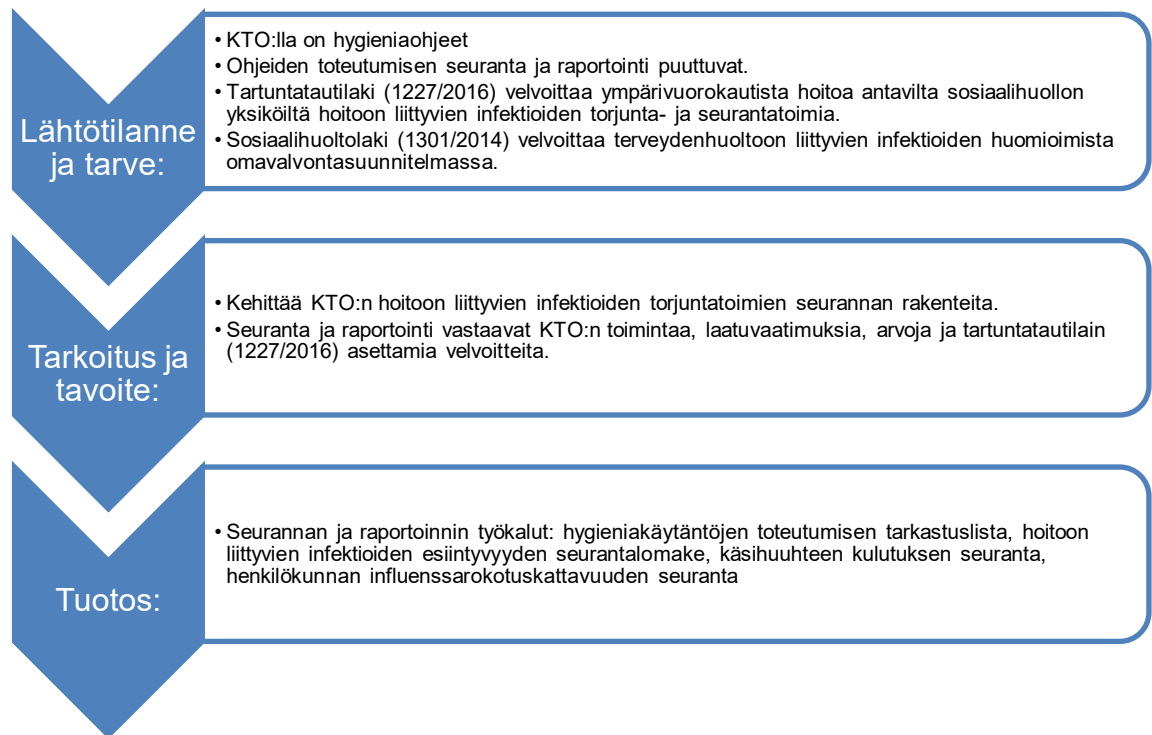 Lähtötilanne
ja tarve:
• KTO:lla on hygieniaohjeet
• Ohjeiden toteutumisen seuranta ja raportointi puuttuvat.
• Tartuntatautilaki (1227/2016) velvoittaa ympärivuorokautista hoitoa antavilta sosiaalihuollon
yksiköiltä hoitoon liittyvien infektioiden torjunta- ja seurantatoimia.
• Sosiaalihuoltolaki (1301/2014) velvoittaa terveydenhuoltoon liittyvien infektioiden huomioimista
omavalvontasuunnitelmassa.
Tarkoitus ja
tavoite:
• Kehittää KTO:n hoitoon liittyvien infektioiden torjuntatoimien seurannan rakenteita.
• Seuranta ja raportointi vastaavat KTO:n toimintaa, laatuvaatimuksia, arvoja ja tartuntatautilain
(1227/2016) asettamia velvoitteita.
Tuotos:
• Seurannan ja raportoinnin työkalut: hygieniakäytäntöjen toteutumisen tarkastuslista, hoitoon
liittyvien infektioiden esiintyvyyden seurantalomake, käsihuuhteen kulutuksen seuranta,
henkilökunnan influenssarokotuskattavuuden seuranta